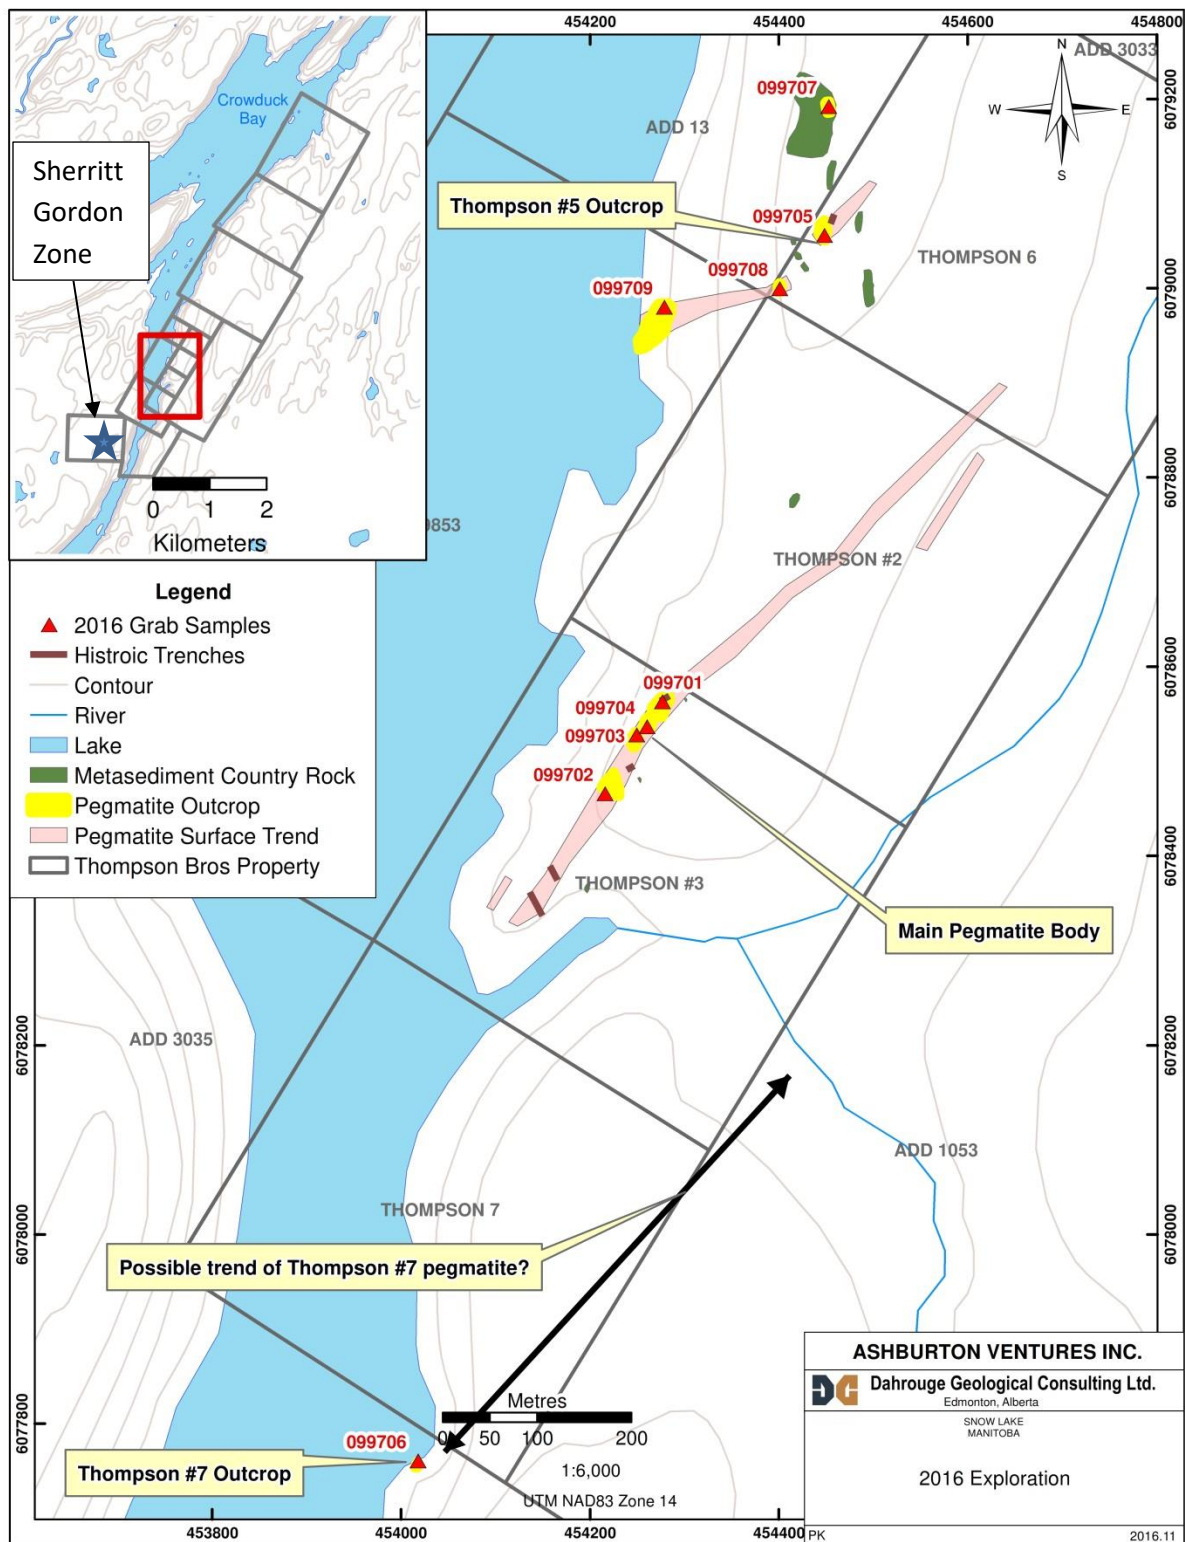 454200
454400
454600
454800
Crowduck
Bay
Sherritt
Gordon
Zone
0
1
2
Kilometers
ADD 3033
N
W
E
S
6079200
099707
ADD 13
Thompson #5 Outcrop
099705
THOMPSON 6
099708
099709
6079000
6078800
9853
THOMPSON #2
Legend
2016 Grab Samples
Histroic Trenches
Contour
River
Lake
Metasediment Country Rock
Pegmatite Outcrop
Pegmatite Surface Trend
Thompson Bros Property
6078600
099701
099704
099703
099702
6078400
THOMPSON #3
Main Pegmatite Body
6078200
6078200
ADD 3035
ADD 1053
THOMPSON 7
6078000
6078000
Possible trend of Thompson #7 pegmatite?
6077800
Metres
0
50
100
200
1:6,000
UTM NAD83 Zone 14
099706
Thompson #7 Outcrop
ASHBURTON VENTURES INC.
DG
Dahrouge Geological Consulting Ltd.
Edmonton, Alberta
SNOW LAKE
MANITOBA
2016 Exploration
PK
2016.11
453800
454000
454200
454400